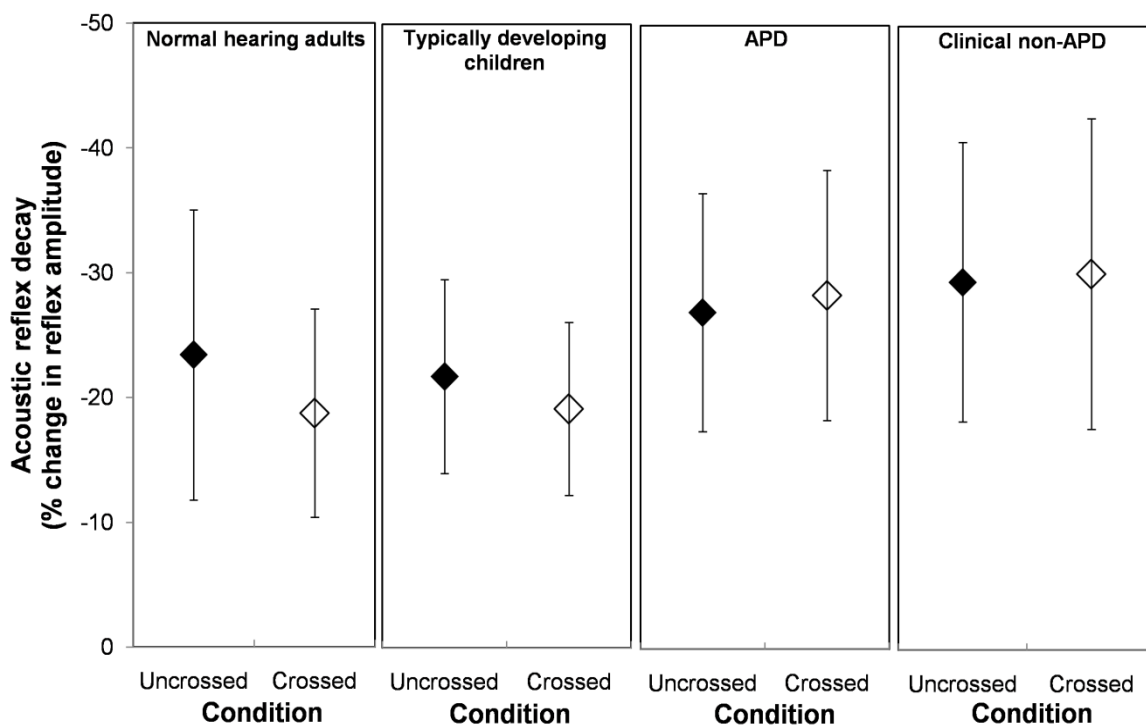 Acoustic reflex decay
(% change in reflex amplitude)
-50
-40
-30
-20
-10
0
Normal hearing adults
Typically developing
children
APD
Clinical non-APD
Uncrossed Crossed
Condition
Uncrossed Crossed
Condition
Uncrossed Crossed
Condition
Uncrossed Crossed
Condition